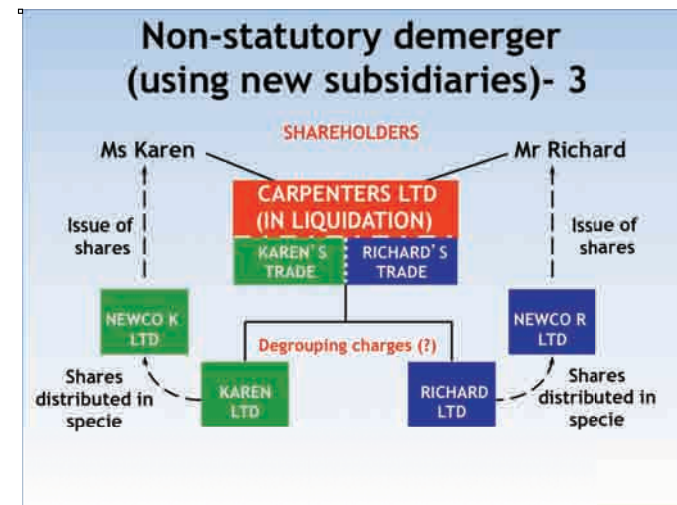 Non-statutory demerger
(using new subsidiaries)- 3
SHAREHOLDERS
Ms Karen
Mr Richard
CARPENTERS LTD
(IN LIQUIDATION)
KAREN'S
TRADE
RICHARD'S
TRADE
Issue of
shares
Issue of
shares
NEWCO K
LTD
NEWCO R
LTD
Degrouping charges (?)
Shares
distributed in
specie
KAREN
LTD
RICHARD
LTD
Shares
distributed in
specie